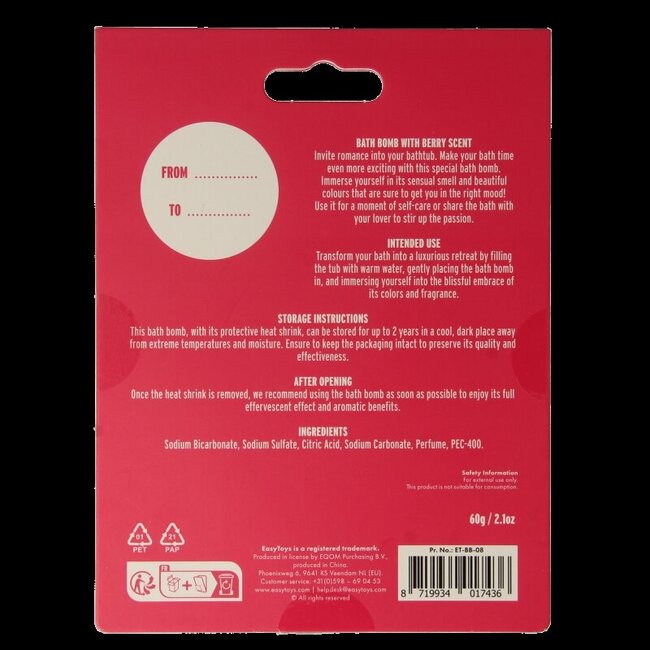 FROM ...............
TO ...............
BATH BOMB WITH BERRY SCENT
Invite romance into your bathtub. Make your bath time
even more exciting with this special bath bomb.
Immerse yourself in its sensual smell and beautiful
colours that are sure to get you in the right mood!
Use it for a moment of self-care or share the bath with
your lover to stir up the passion.
INTENDED USE
Transform your bath into a luxurious retreat by filling
the tub with warm water, gently placing the bath bomb
in, and immersing yourself into the blissful embrace of
its colors and fragrance.
STORAGE INSTRUCTIONS
This bath bomb, with its protective heat shrink, can be stored for up to 2 years in a cool, dark place away
from extreme temperatures and moisture. Ensure to keep the packaging intact to preserve its quality and
effectiveness.
AFTER OPENING
Once the heat shrink is removed, we recommend using the bath bomb as soon as possible to enjoy its full
effervescent effect and aromatic benefits.
INGREDIENTS
Sodium Bicarbonate, Sodium Sulfate, Citric Acid, Sodium Carbonate, Perfume, PEC-400.
Safety Information
For external use only.
This product is not suitable for consumption.
60g / 2.1oz
01
PET
21
PAP
FR
EasyToys is a registered trademark.
Produced in license by EQOM Purchasing B.V.,
produced in China.
Phoenixweg 6, 9641 KS Veendam NL (EU)
Customer service: +31(0)598 - 69 04 53
www.easytoys.com | helpdesk@easytoys.com
© All rights reserved.
Pr. No.: ET-BB-08
8 719934 017436